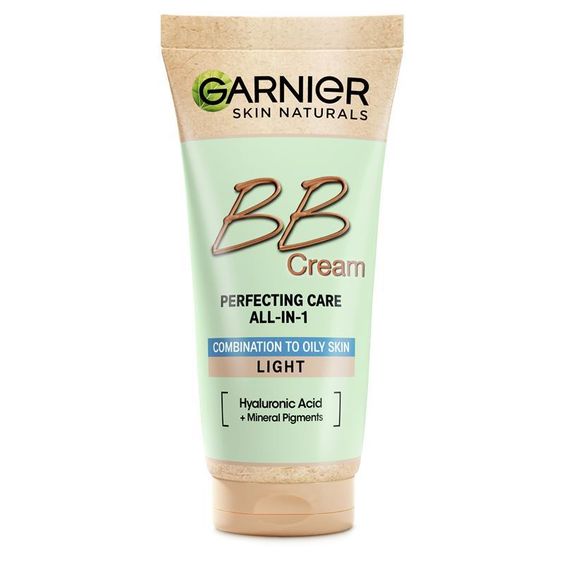 GARNIER
SKIN NATURALS
BB
Cream
PERFECTING CARE
ALL-IN-1
COMBINATION TO OILY SKIN
LIGHT
Hyaluronic Acid
+ Mineral Pigments